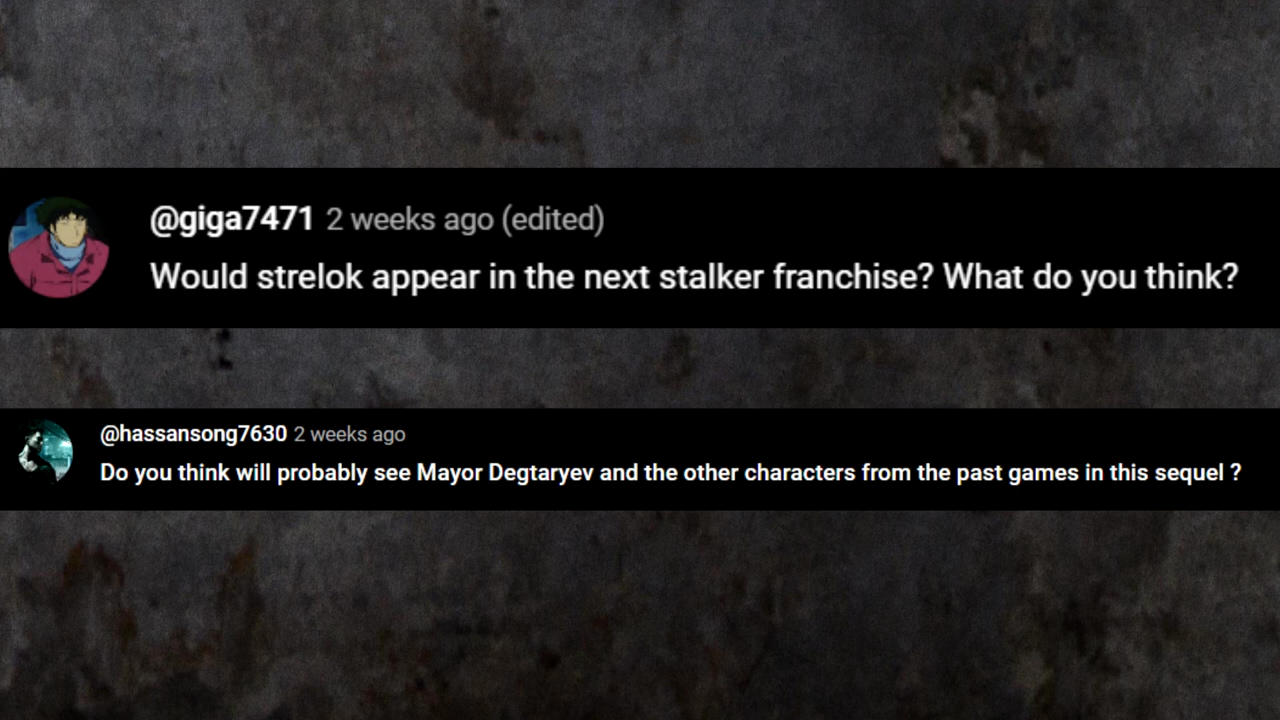 @giga7471 2 weeks ago (edited)
Would strelok appear in the next stalker franchise? What do you think?
@hassansong7630 2 weeks ago
Do you think will probably see Mayor Degtaryev and the other characters from the past games in this sequel ?